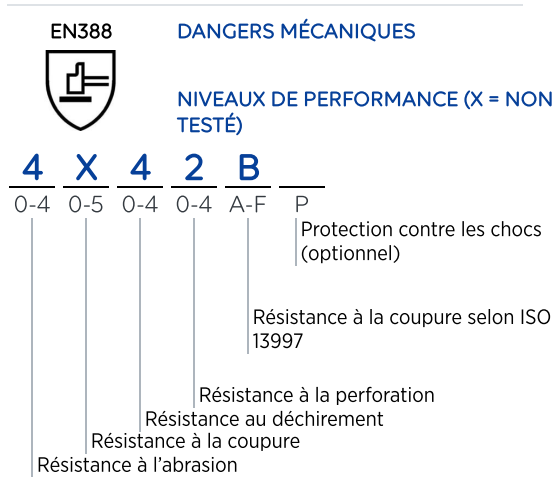 EN388
DANGERS MÉCANIQUES
NIVEAUX DE PERFORMANCE (X = NON
TESTÉ)
4 X 4 2 B
0-4 0-5 0-4 0-4 A-F P
Protection contre les chocs
(optionnel)
Résistance à la coupure selon ISO
13997
Résistance à la perforation
Résistance au déchirement
Résistance à la coupure
Résistance à l’abrasion